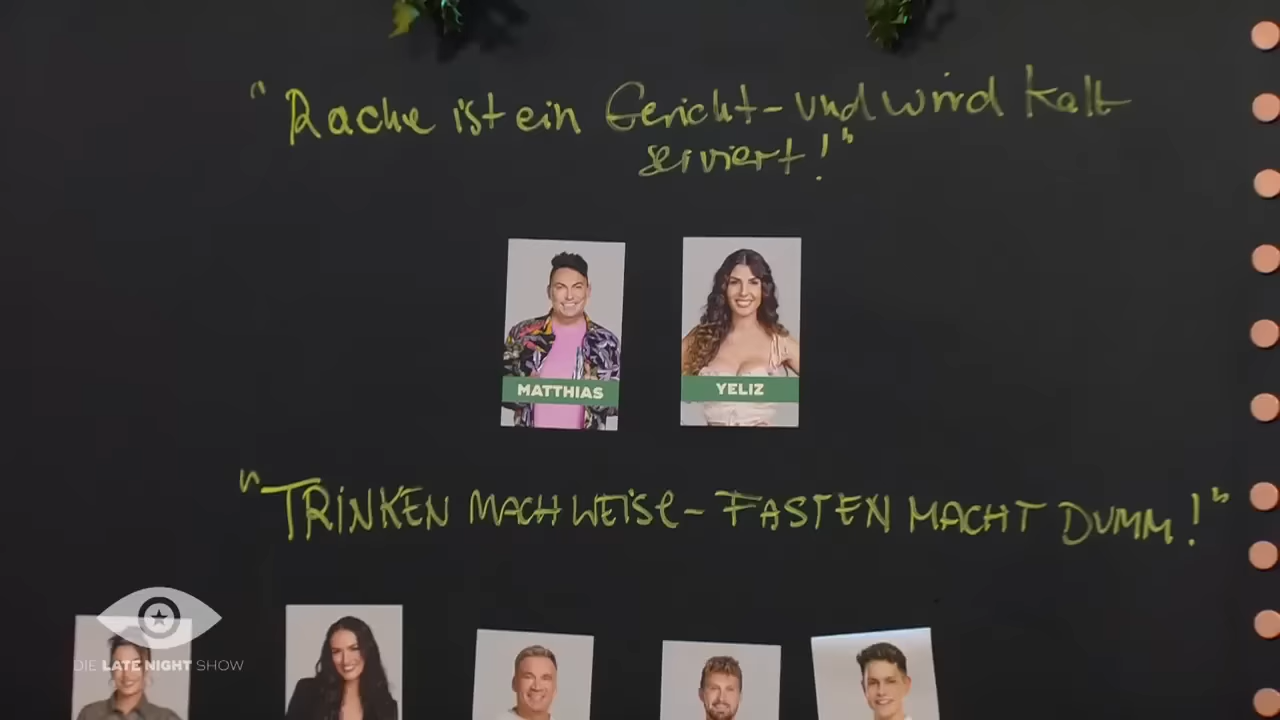 "Rache ist ein Gericht - und wird kalt
serviert!"
MATTHIAS
YELIZ
"TRINKEN MACH WEISE - FASTEN MACHT DUMM!"
DIE LATE NIGHT SHOW